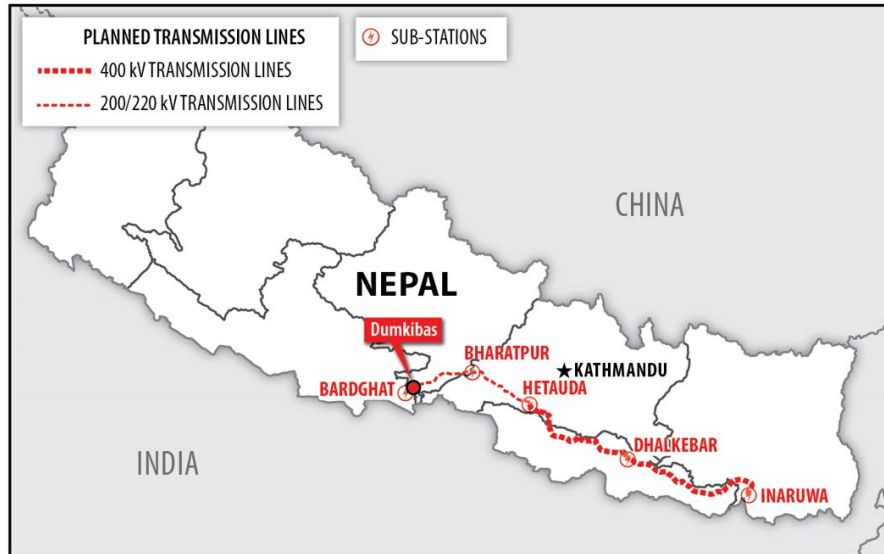 PLANNED TRANSMISSION LINES
400 kV TRANSMISSION LINES
200/220 kV TRANSMISSION LINES
SUB-STATIONS
CHINA
NEPAL
Dumkibas
BHARATPUR
KATHMANDU
BARDGHAT
HETAUDA
DHALKEBAR
INDIA
INARUWA